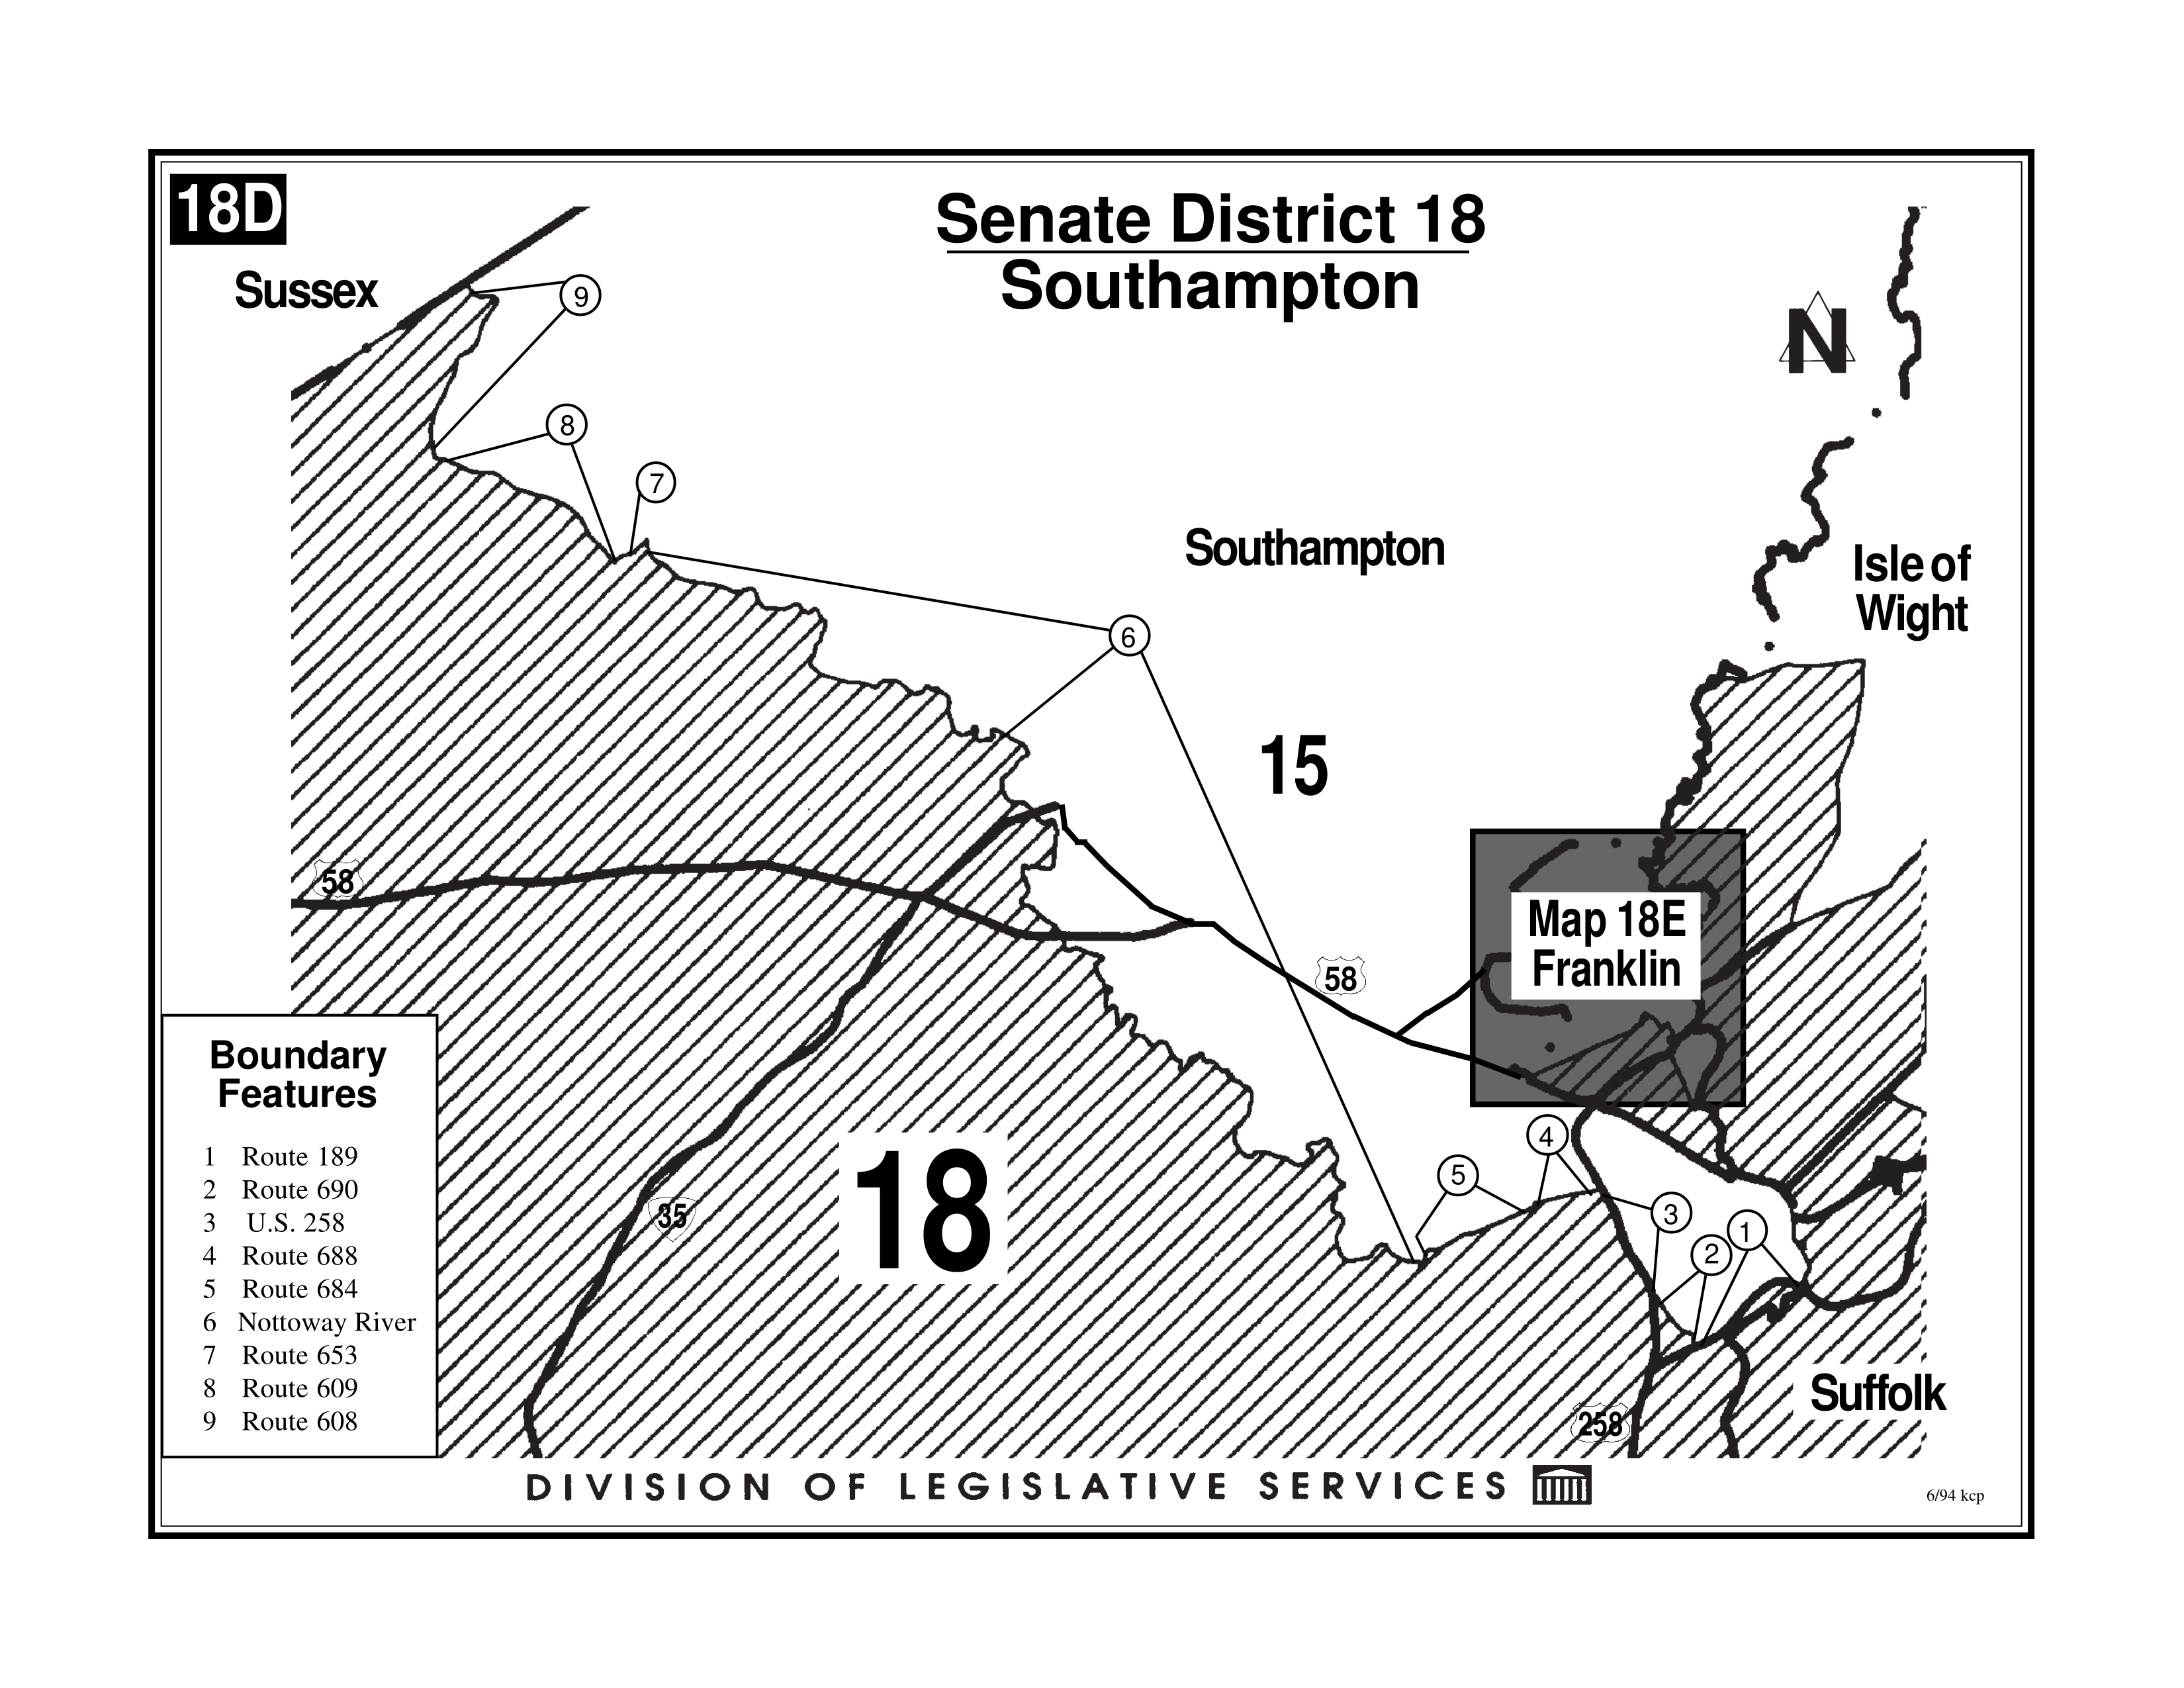 18D
Senate District 18
Southampton
Sussex
9
N
8
7
Southampton
Isle of
Wight
6
15
58
Map 18E
Franklin
58
Boundary
Features
1 Route 189
2 Route 690
3 U.S. 258
4 Route 688
5 Route 684
6 Nottoway River
7 Route 653
8 Route 609
9 Route 608
18
35
4
5
3
1
2
Suffolk
258
DIVISION OF LEGISLATIVE SERVICES
6/94 kcp